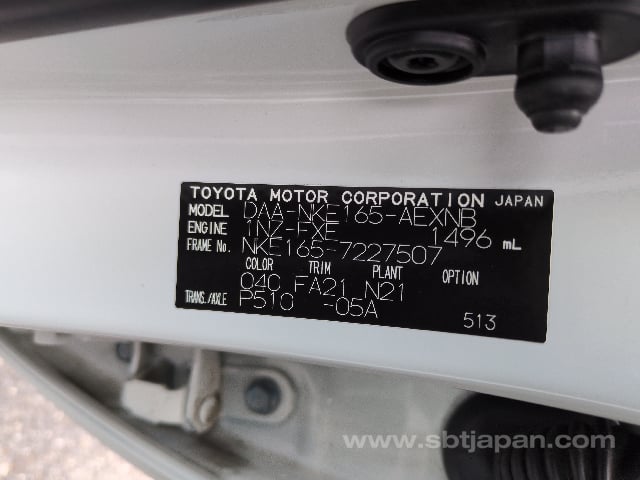 TOYOTA MOTOR CORPORATION JAPAN
MODEL DAA-NKE165-AEXNB
ENGINE 1NZ-FXE 1496 mL
FRAME No. NKE165-7227507
COLOR TRIM PLANT OPTION
040 FA21 N21
TRANS./AXLE P510 -05A
513
www.sbtjapan.com